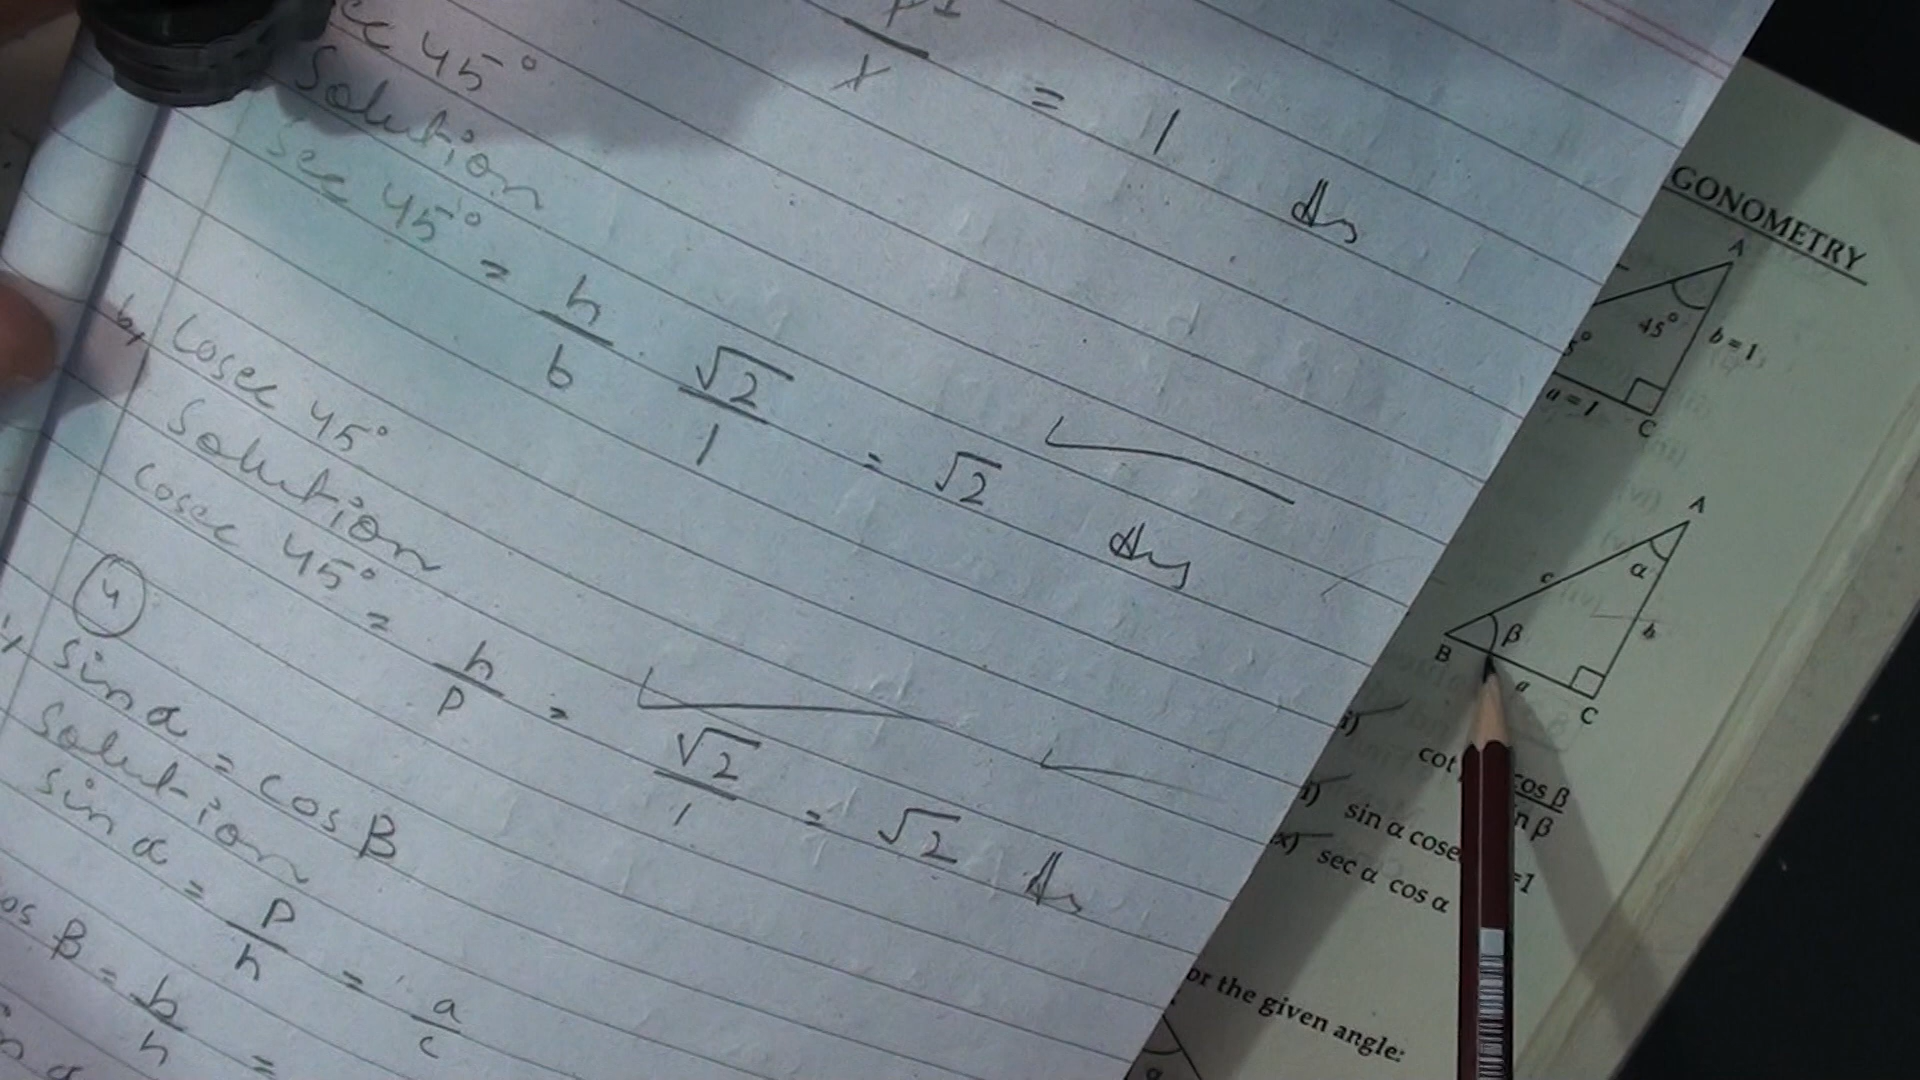 sec 45°
x
= 1 Ans
Solution
Sec 45° = h/b √2/1 = √2 Ans
Cosec 45°
Solution
Cosec 45° = h/p = √2/1 = √2 Ans
4
sin α = cos β
Solution
sin α = p/h = a/c
cos β = b/h =
GONOMETRY
A
45°
5°
b = 1
a = 1
C
A
α
c
β
b
B
a
C
cot
cos β
n β
sin α cose
=1
sec α cos α
or the given angle:
α